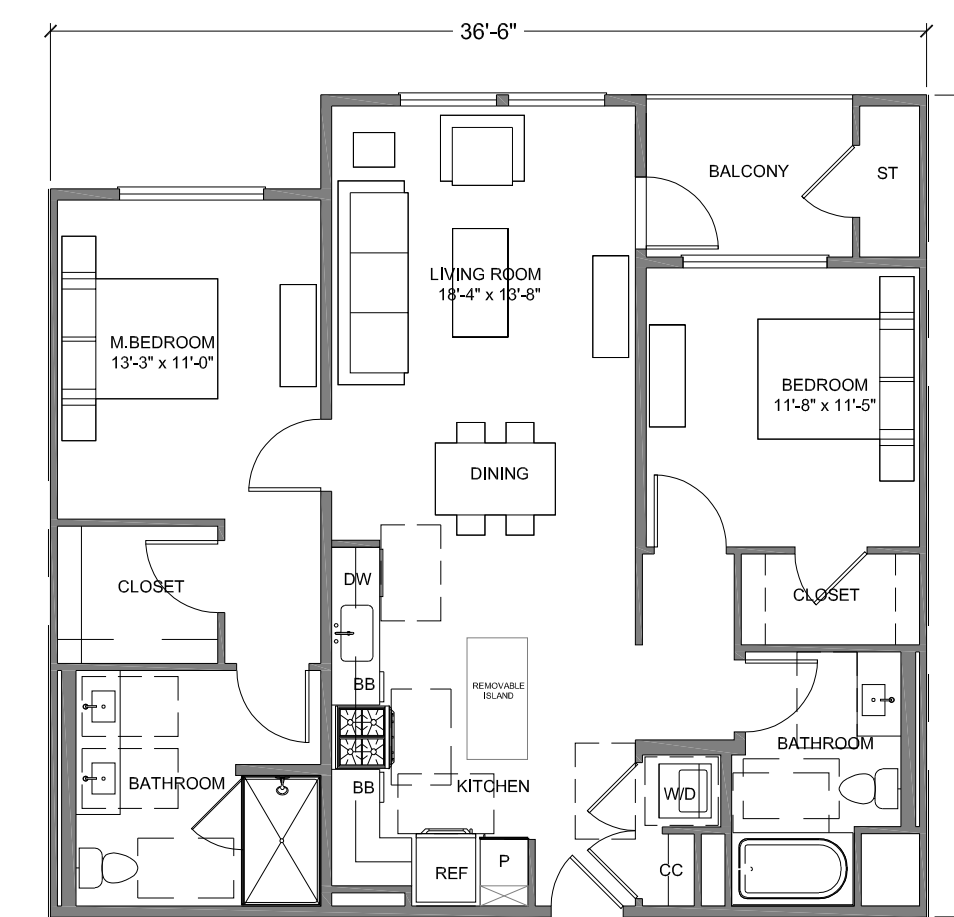 36'-6"
BALCONY
ST
LIVING ROOM
18'-4" x 13'-8"
M.BEDROOM
13'-3" x 11'-0"
BEDROOM
11'-8" x 11'-5"
DINING
DW
CLOSET
CLOSET
BB
REMOVABLE
ISLAND
BATHROOM
BATHROOM
BB
KITCHEN
W/D
REF
P
CC